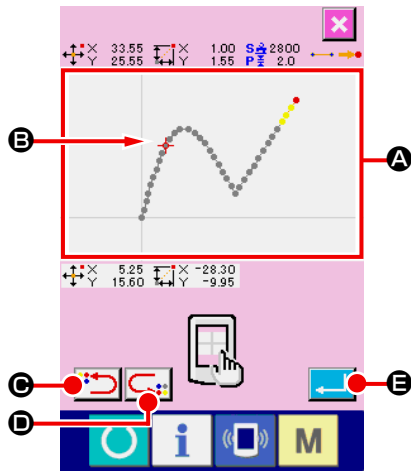 X 33.55 X 1.00 S 2800
Y 25.55 Y 1.55 P 2.0
B
A
X 5.25 X -28.30
Y 15.60 Y -9.95
C
E
D
i M